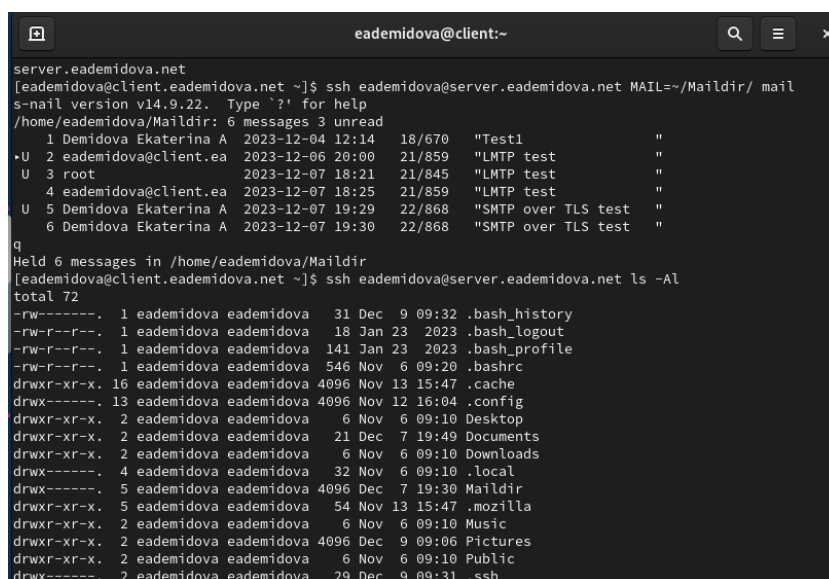 eademidova@client:~
server.eademidova.net
[eademidova@client.eademidova.net ~]$ ssh eademidova@server.eademidova.net MAIL=~/Maildir/ mail
s-nail version v14.9.22.  Type `?' for help
/home/eademidova/Maildir: 6 messages 3 unread
    1 Demidova Ekaterina A  2023-12-04 12:14   18/670   "Test1                "
▸U  2 eademidova@client.ea  2023-12-06 20:00   21/859   "LMTP test            "
 U  3 root                  2023-12-07 18:21   21/845   "LMTP test            "
    4 eademidova@client.ea  2023-12-07 18:25   21/859   "LMTP test            "
 U  5 Demidova Ekaterina A  2023-12-07 19:29   22/868   "SMTP over TLS test   "
    6 Demidova Ekaterina A  2023-12-07 19:30   22/868   "SMTP over TLS test   "
q
Held 6 messages in /home/eademidova/Maildir
[eademidova@client.eademidova.net ~]$ ssh eademidova@server.eademidova.net ls -Al
total 72
-rw-------.  1 eademidova eademidova   31 Dec  9 09:32 .bash_history
-rw-r--r--.  1 eademidova eademidova   18 Jan 23  2023 .bash_logout
-rw-r--r--.  1 eademidova eademidova  141 Jan 23  2023 .bash_profile
-rw-r--r--.  1 eademidova eademidova  546 Nov  6 09:20 .bashrc
drwxr-xr-x. 16 eademidova eademidova 4096 Nov 13 15:47 .cache
drwx------. 13 eademidova eademidova 4096 Nov 12 16:04 .config
drwxr-xr-x.  2 eademidova eademidova    6 Nov  6 09:10 Desktop
drwxr-xr-x.  2 eademidova eademidova   21 Dec  7 19:49 Documents
drwxr-xr-x.  2 eademidova eademidova    6 Nov  6 09:10 Downloads
drwx------.  4 eademidova eademidova   32 Nov  6 09:10 .local
drwx------.  5 eademidova eademidova 4096 Dec  7 19:30 Maildir
drwxr-xr-x.  5 eademidova eademidova   54 Nov 13 15:47 .mozilla
drwxr-xr-x.  2 eademidova eademidova    6 Nov  6 09:10 Music
drwxr-xr-x.  2 eademidova eademidova 4096 Dec  9 09:06 Pictures
drwxr-xr-x.  2 eademidova eademidova    6 Nov  6 09:10 Public
drwx------.  2 eademidova eademidova   29 Dec  9 09:31 .ssh